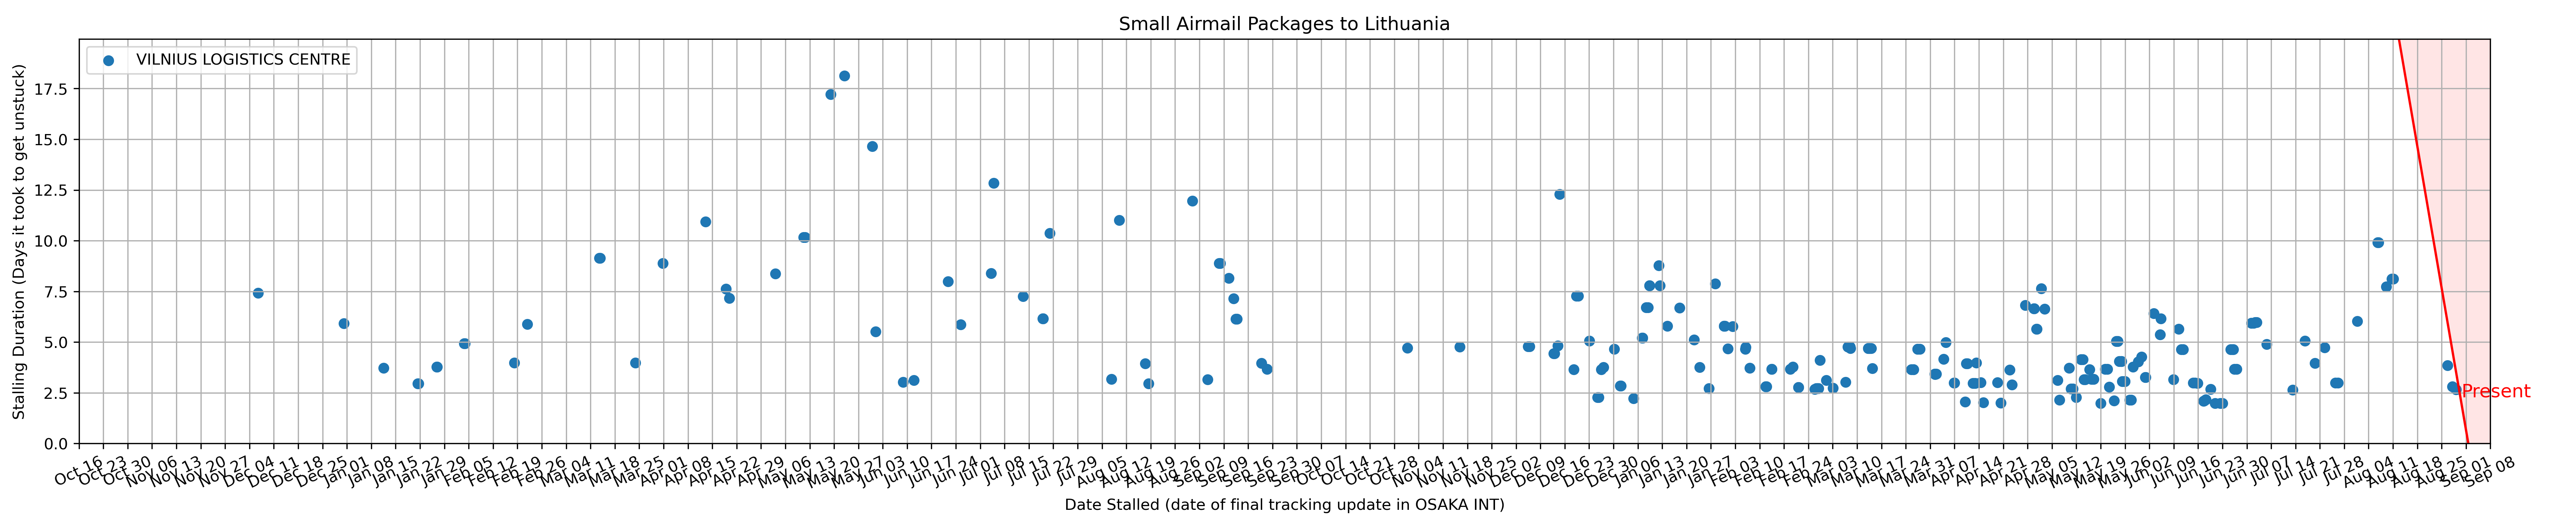 Small Airmail Packages to Lithuania
VILNIUS LOGISTICS CENTRE
Stalling Duration (Days it took to get unstuck)
17.5
15.0
12.5
10.0
7.5
5.0
2.5
0.0
Present
Oct 16
Oct 23
Oct 30
Nov 06
Nov 13
Nov 20
Nov 27
Dec 04
Dec 11
Dec 18
Dec 25
Jan 01
Jan 08
Jan 15
Jan 22
Jan 29
Feb 05
Feb 12
Feb 19
Feb 26
Mar 04
Mar 11
Mar 18
Mar 25
Apr 01
Apr 08
Apr 15
Apr 22
Apr 29
May 06
May 13
May 20
May 27
Jun 03
Jun 10
Jun 17
Jun 24
Jul 01
Jul 08
Jul 15
Jul 22
Jul 29
Aug 05
Aug 12
Aug 19
Aug 26
Sep 02
Sep 09
Sep 16
Sep 23
Sep 30
Oct 07
Oct 14
Oct 21
Oct 28
Nov 04
Nov 11
Nov 18
Nov 25
Dec 02
Dec 09
Dec 16
Dec 23
Dec 30
Jan 06
Jan 13
Jan 20
Jan 27
Feb 03
Feb 10
Feb 17
Feb 24
Mar 03
Mar 10
Mar 17
Mar 24
Mar 31
Apr 07
Apr 14
Apr 21
Apr 28
May 05
May 12
May 19
May 26
Jun 02
Jun 09
Jun 16
Jun 23
Jun 30
Jul 07
Jul 14
Jul 21
Jul 28
Aug 04
Aug 11
Aug 18
Aug 25
Sep 01
Sep 08
Date Stalled (date of final tracking update in OSAKA INT)